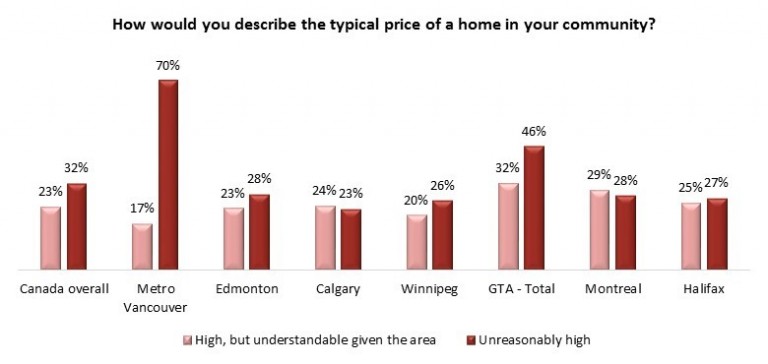 How would you describe the typical price of a home in your community?
23% 32%
17% 70%
23% 28%
24% 23%
20% 26%
32% 46%
29% 28%
25% 27%
Canada overall
Metro
Vancouver
Edmonton
Calgary
Winnipeg
GTA - Total
Montreal
Halifax
High, but understandable given the area
Unreasonably high